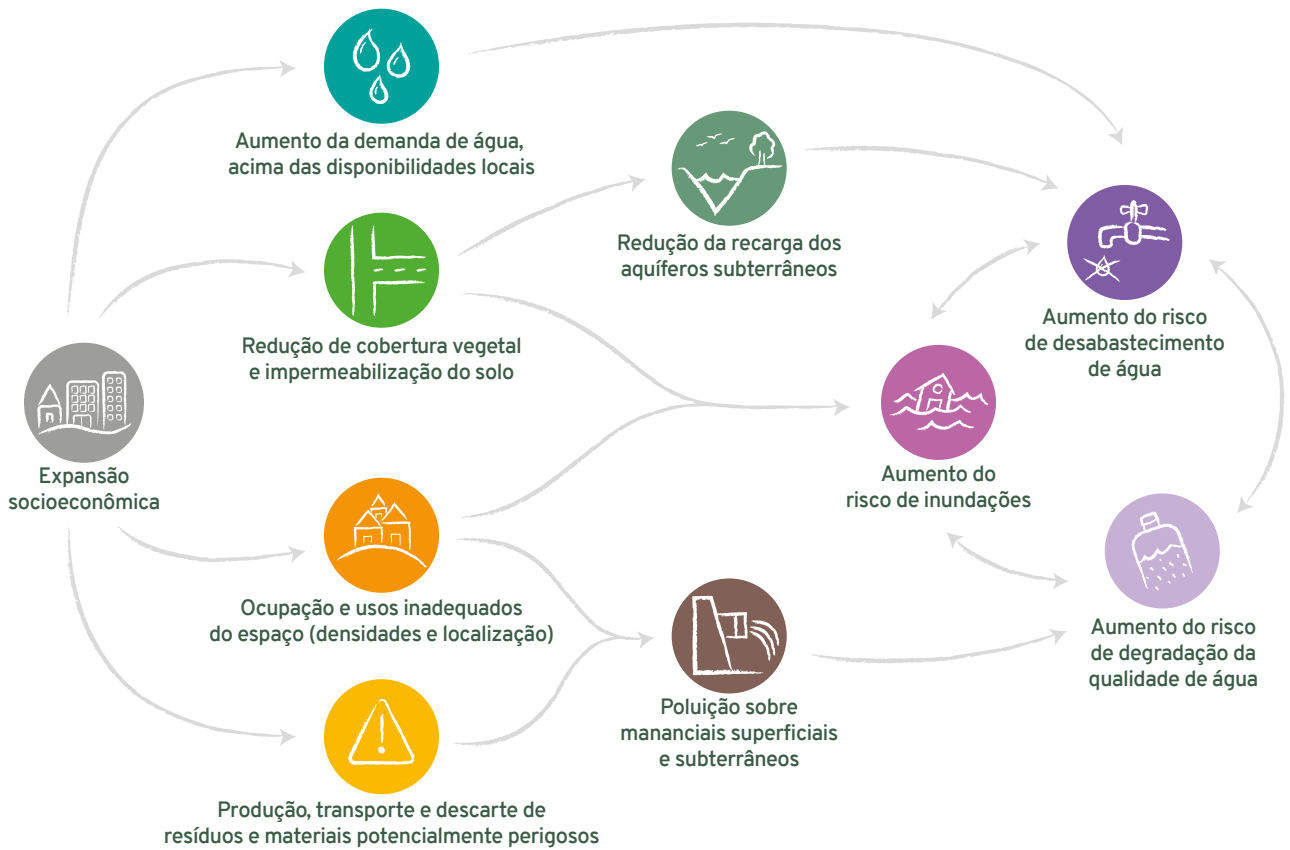 Aumento da demanda de água,
acima das disponibilidades locais
Redução da recarga dos
aquíferos subterrâneos
Redução de cobertura vegetal
e impermeabilização do solo
Aumento do risco
de desabastecimento
de água
Expansão
socioeconômica
Aumento do
risco de inundações
Ocupação e usos inadequados
do espaço (densidades e localização)
Aumento do risco
de degradação da
qualidade de água
Poluição sobre
mananciais superficiais
e subterrâneos
Produção, transporte e descarte de
resíduos e materiais potencialmente perigosos